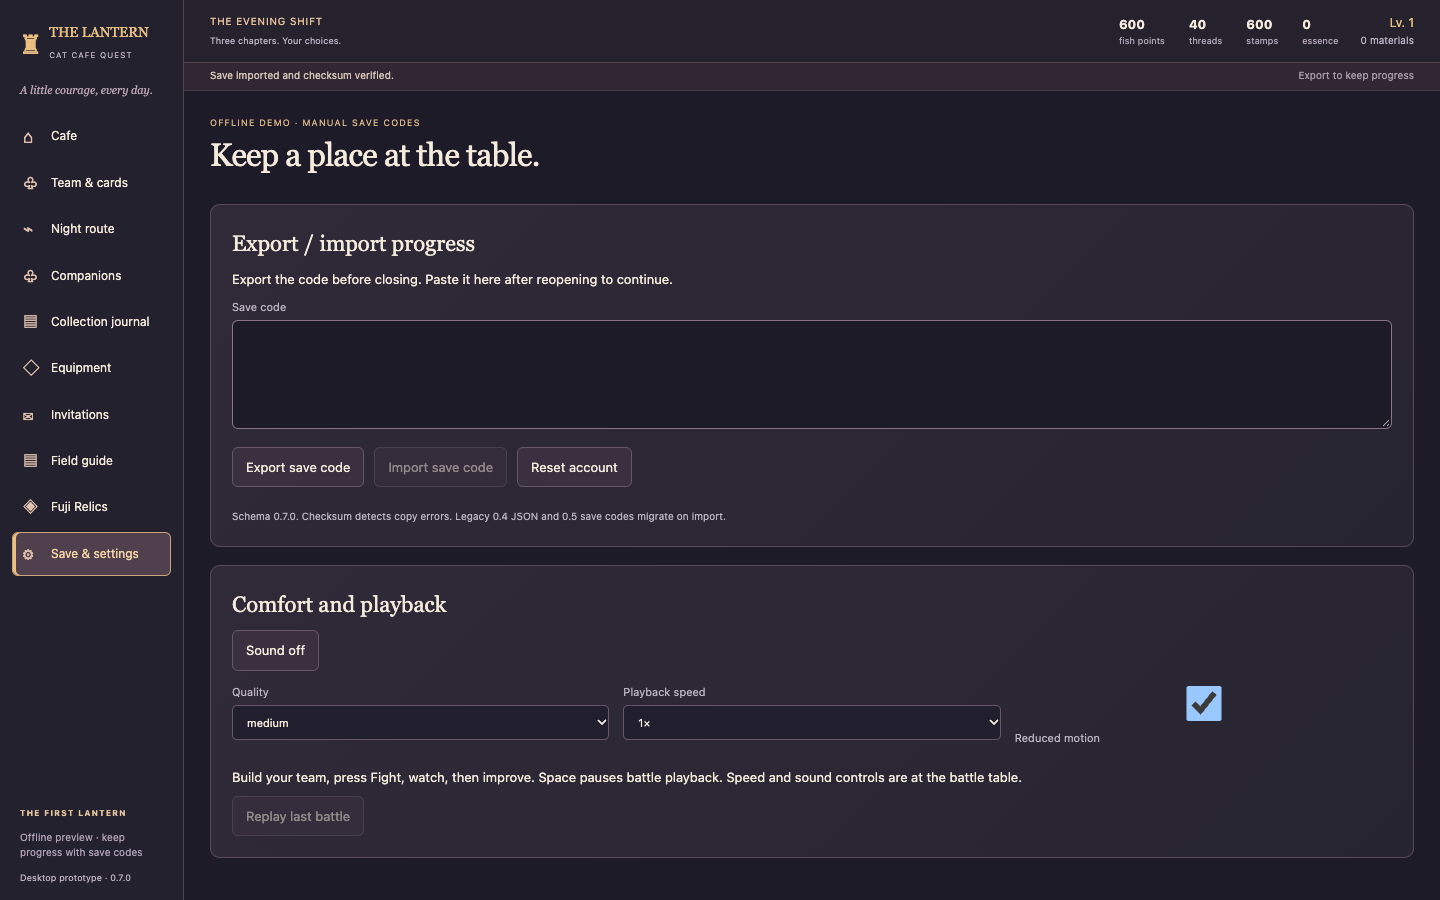 THE LANTERN
CAT CAFE QUEST
A little courage, every day.
Cafe
Team & cards
Night route
Companions
Collection journal
Equipment
Invitations
Field guide
Fuji Relics
Save & settings
THE FIRST LANTERN
Offline preview · keep
progress with save codes
Desktop prototype · 0.7.0
THE EVENING SHIFT
Three chapters. Your choices.
600
fish points
40
threads
600
stamps
0
essence
Lv. 1
0 materials
Save imported and checksum verified.
Export to keep progress
OFFLINE DEMO · MANUAL SAVE CODES
Keep a place at the table.
Export / import progress
Export the code before closing. Paste it here after reopening to continue.
Save code
Export save code
Import save code
Reset account
Schema 0.7.0. Checksum detects copy errors. Legacy 0.4 JSON and 0.5 save codes migrate on import.
Comfort and playback
Sound off
Quality
Playback speed
medium
1×
Reduced motion
Build your team, press Fight, watch, then improve. Space pauses battle playback. Speed and sound controls are at the battle table.
Replay last battle